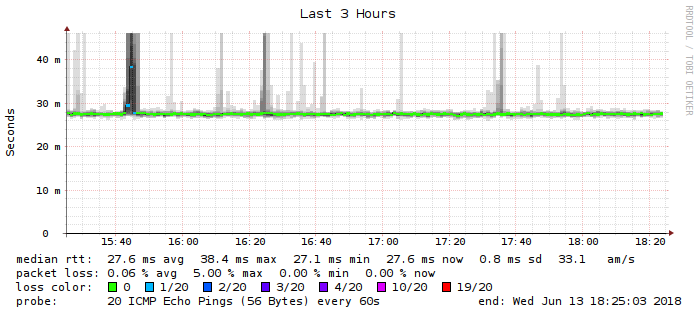 Last 3 Hours
RRDTOOL / TOBI OETIKER
Seconds
40 m
30 m
20 m
10 m
0
15:40 16:00 16:20 16:40 17:00 17:20 17:40 18:00 18:20
median rtt: 27.6 ms avg 38.4 ms max 27.1 ms min 27.6 ms now 0.8 ms sd 33.1 am/s
packet loss: 0.06 % avg 5.00 % max 0.00 % min 0.00 % now
loss color: 0 1/20 2/20 3/20 4/20 10/20 19/20
probe: 20 ICMP Echo Pings (56 Bytes) every 60s end: Wed Jun 13 18:25:03 2018